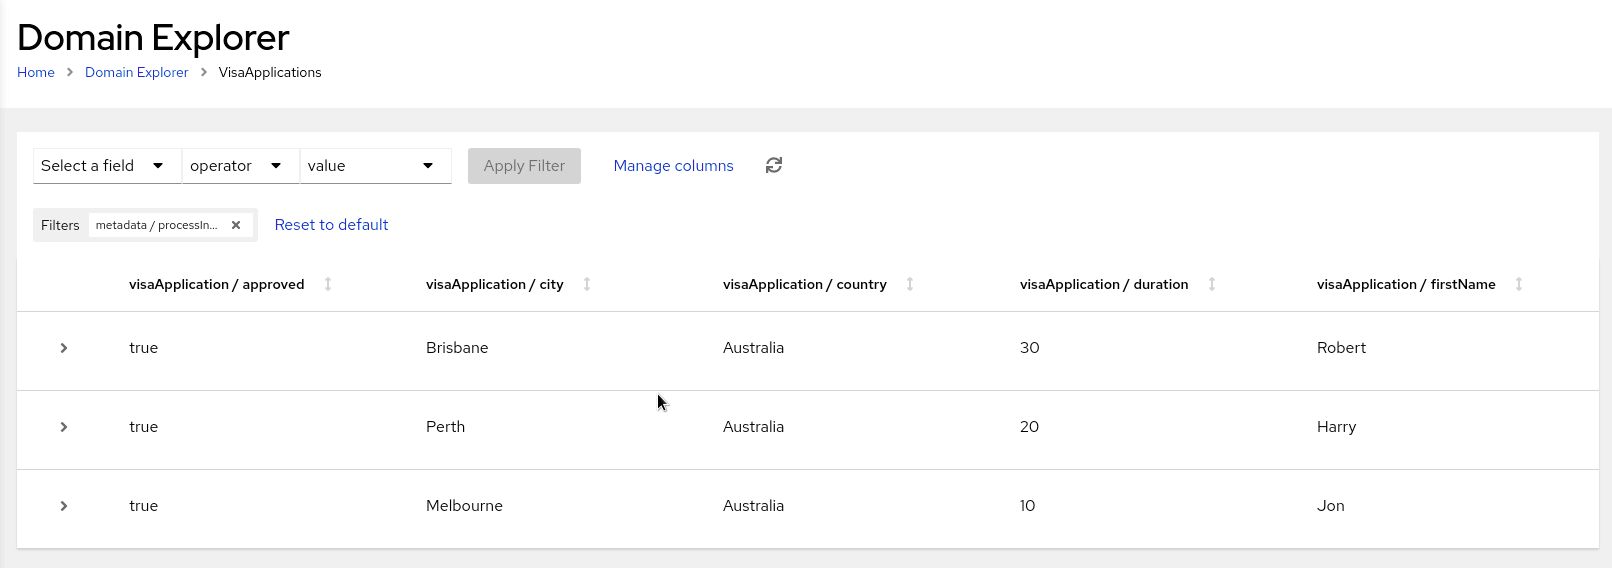 Domain Explorer
Home > Domain Explorer > VisaApplications
Select a field operator value Apply Filter Manage columns
Filters metadata / processin... × Reset to default
visaApplication / approved visaApplication / city visaApplication / country visaApplication / duration visaApplication / firstName
true Brisbane Australia 30 Robert
true Perth Australia 20 Harry
true Melbourne Australia 10 Jon